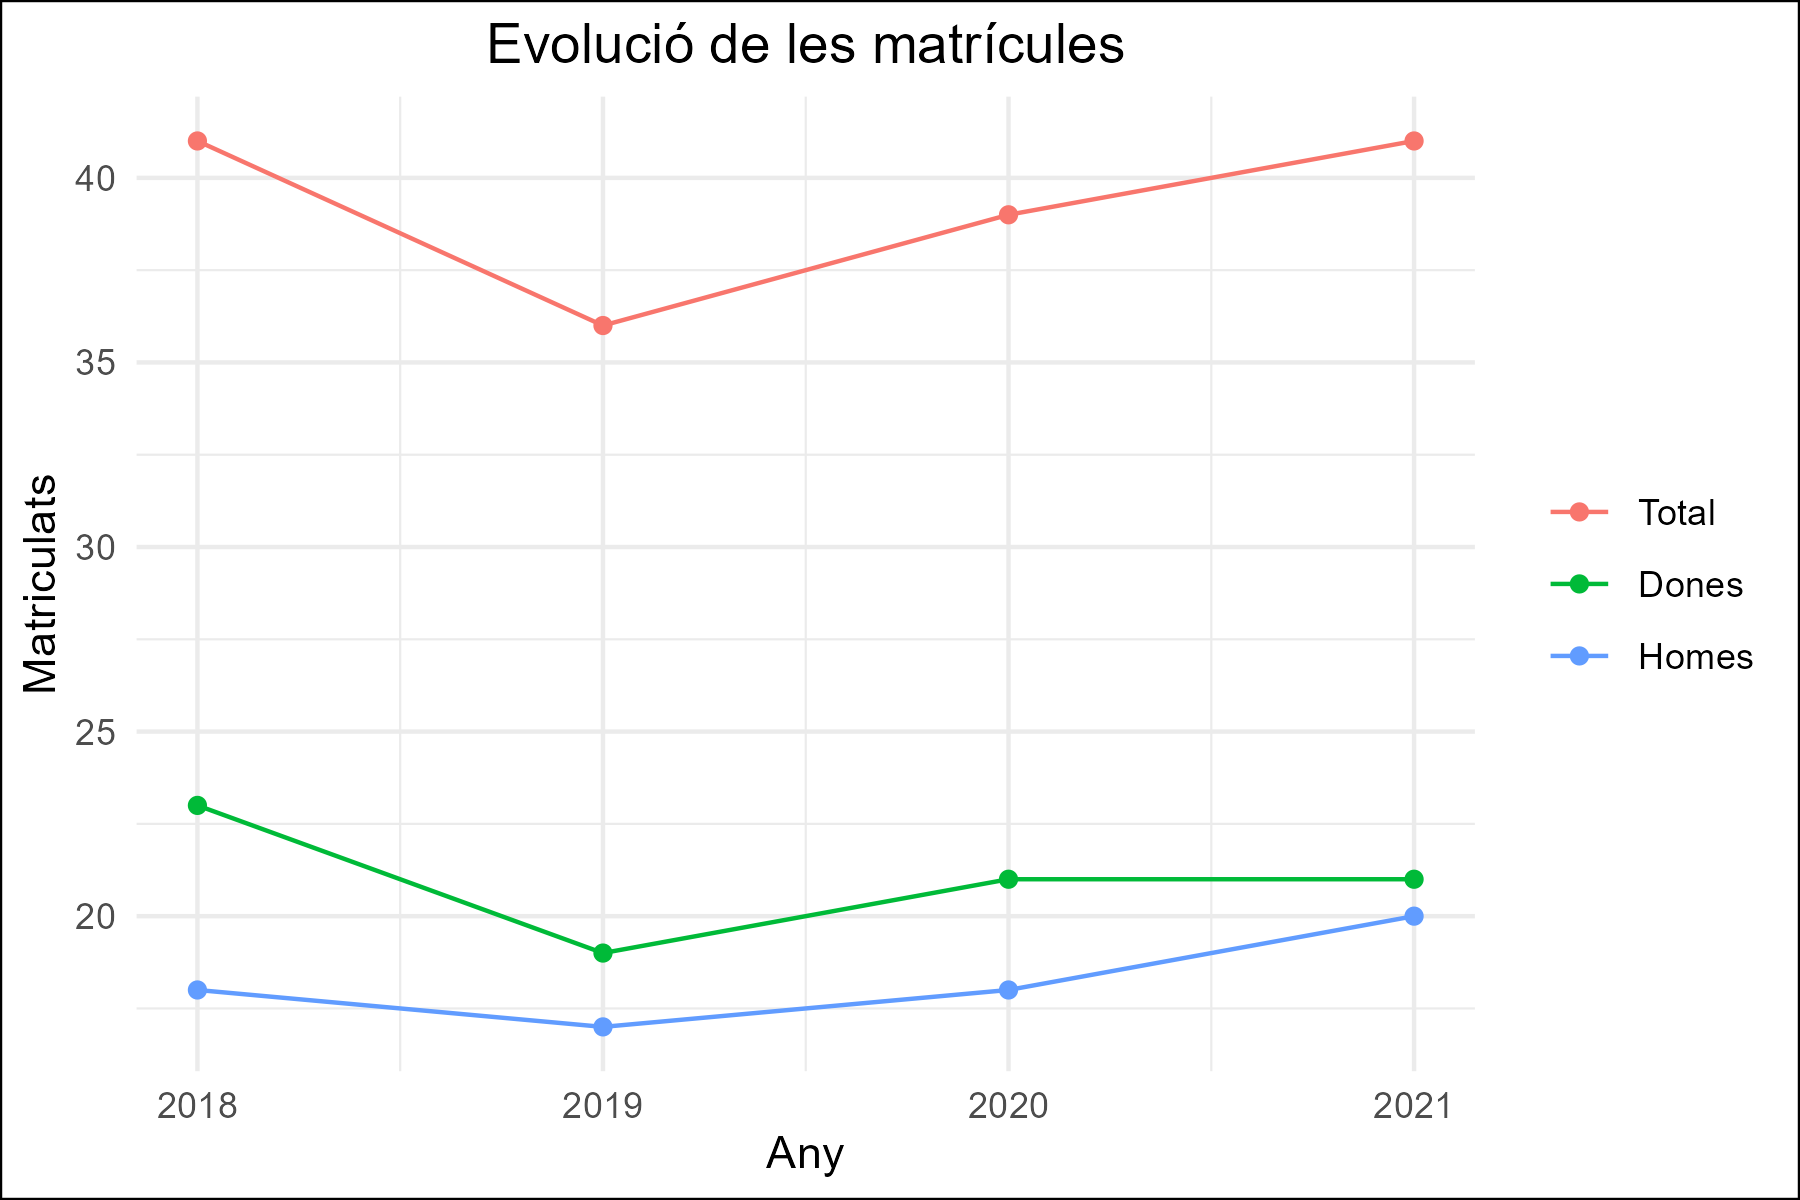 Evolució de les matrícules
Matriculats
40
35
30
25
20
2018
2019
2020
2021
Any
Total
Dones
Homes